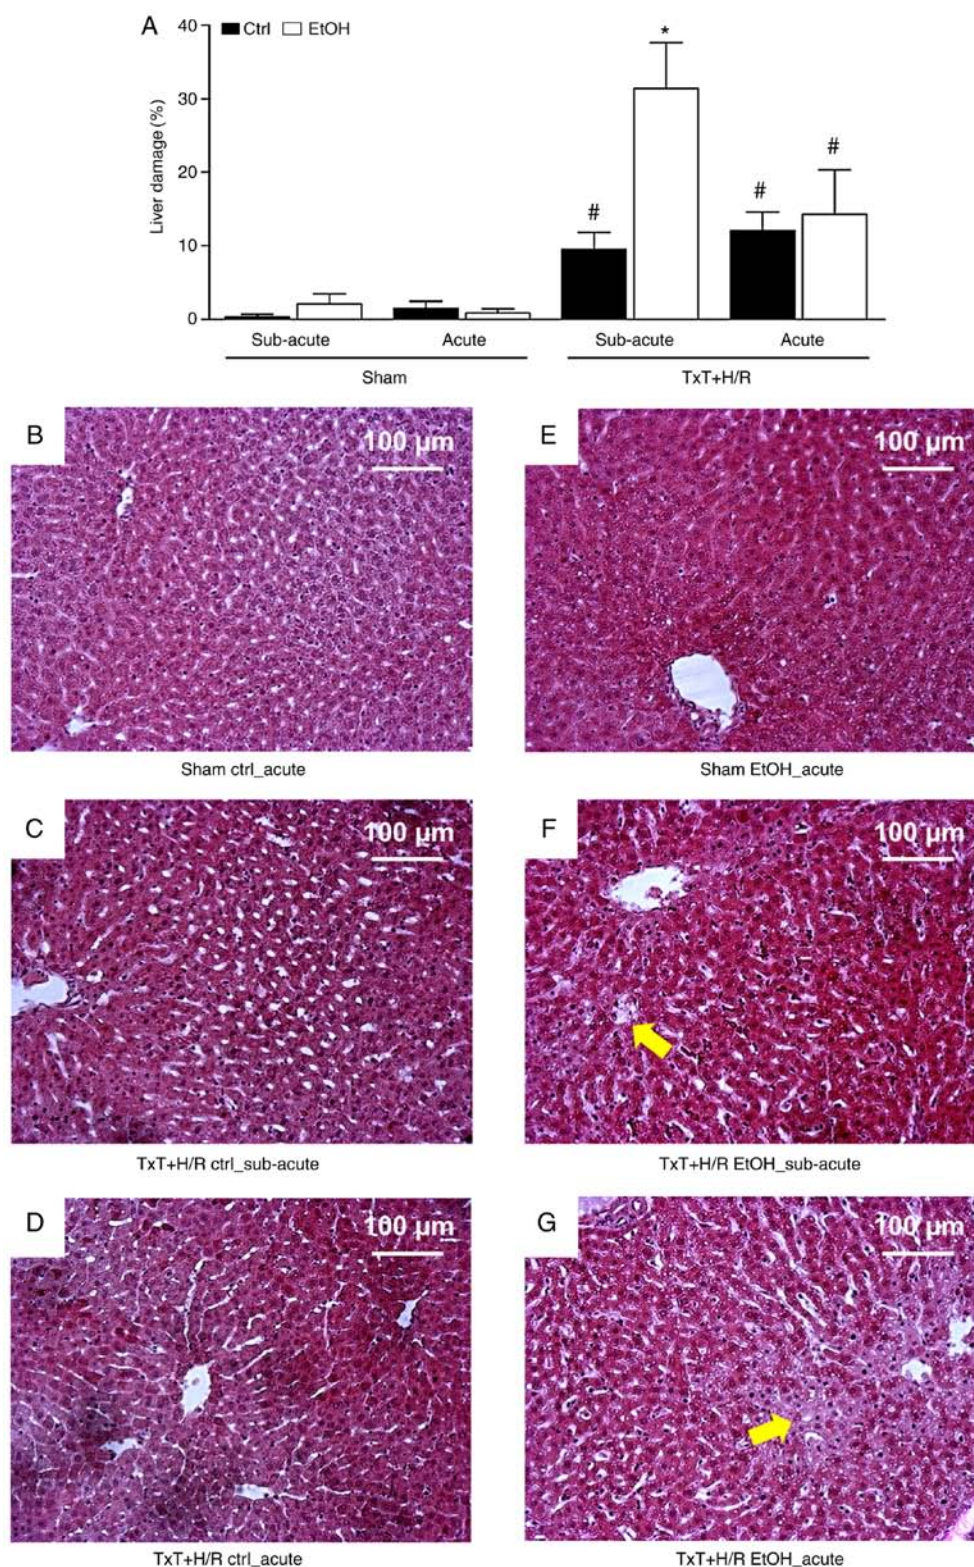 A
Ctrl EtOH
Liver damage (%)
40
30
20
10
0
*
#
#
#
Sub-acute Acute Sub-acute Acute
Sham TxT+H/R
B
100 µm
Sham ctrl_acute
E
100 µm
Sham EtOH_acute
C
100 µm
TxT+H/R ctrl_sub-acute
F
100 µm
TxT+H/R EtOH_sub-acute
D
100 µm
TxT+H/R ctrl_acute
G
100 µm
TxT+H/R EtOH_acute